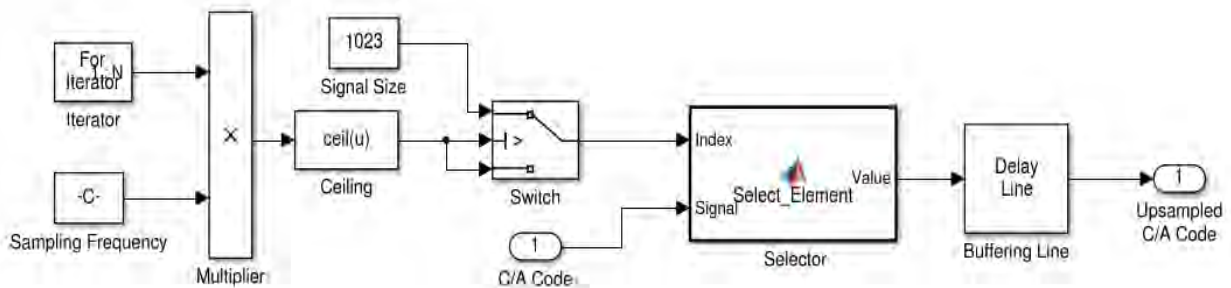 For
Iterator
1 : N
Iterator
-C-
Sampling Frequency
X
Multiplier
1023
Signal Size
ceil(u)
Ceiling
>
Switch
1
C/A Code
Index
Signal
Select_Element
Value
Selector
Delay
Line
Buffering Line
1
Upsampled
C/A Code